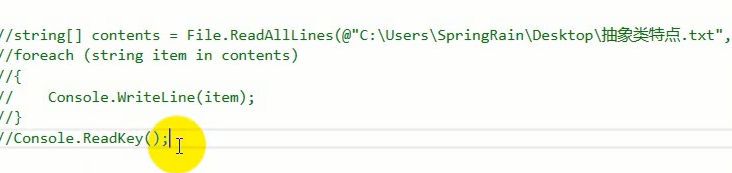 //string[] contents = File.ReadAllLines(@"C:\Users\SpringRain\Desktop\抽象类特点.txt",
//foreach (string item in contents)
//{
//    Console.WriteLine(item);
//}
//Console.ReadKey();